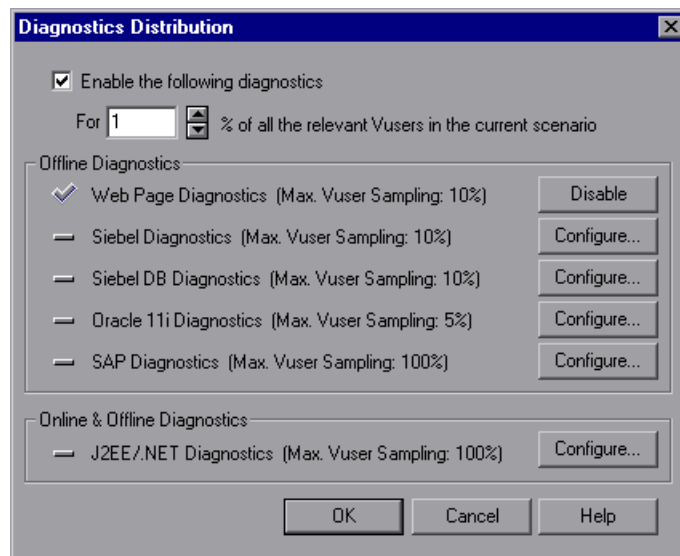 Diagnostics Distribution
Enable the following diagnostics
For 1 % of all the relevant Vusers in the current scenario
Offline Diagnostics
Web Page Diagnostics (Max. Vuser Sampling: 10%) Disable
Siebel Diagnostics (Max. Vuser Sampling: 10%) Configure...
Siebel DB Diagnostics (Max. Vuser Sampling: 10%) Configure...
Oracle 11i Diagnostics (Max. Vuser Sampling: 5%) Configure...
SAP Diagnostics (Max. Vuser Sampling: 100%) Configure...
Online & Offline Diagnostics
J2EE/.NET Diagnostics (Max. Vuser Sampling: 100%) Configure...
OK Cancel Help